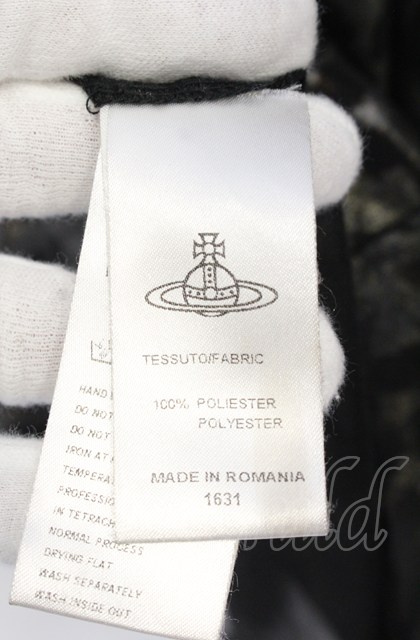 TESSUTO/FABRIC
100% POLIESTER
POLYESTER
MADE IN ROMANIA
1631
HAND
DO NOT
DO NOT
IRON AT
TEMPERA
PROFESSIO
IN TETRACH
NORMAL PROCESS
DRYING FLAT
WASH SEPARATELY
WASH INSIDE OUT